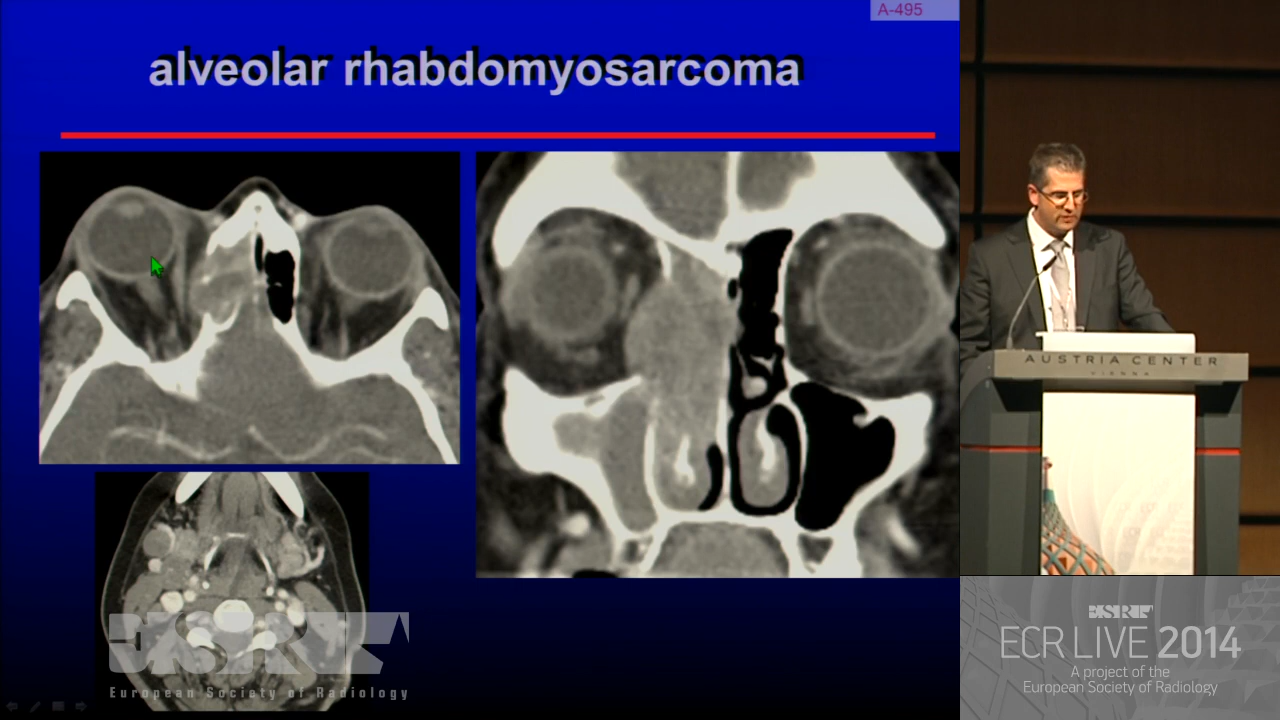 A-495
alveolar rhabdomyosarcoma
AUSTRIA CENTER
VIENNA
ESR
European Society of Radiology
ESR
ECR LIVE 2014
A project of the
European Society of Radiology